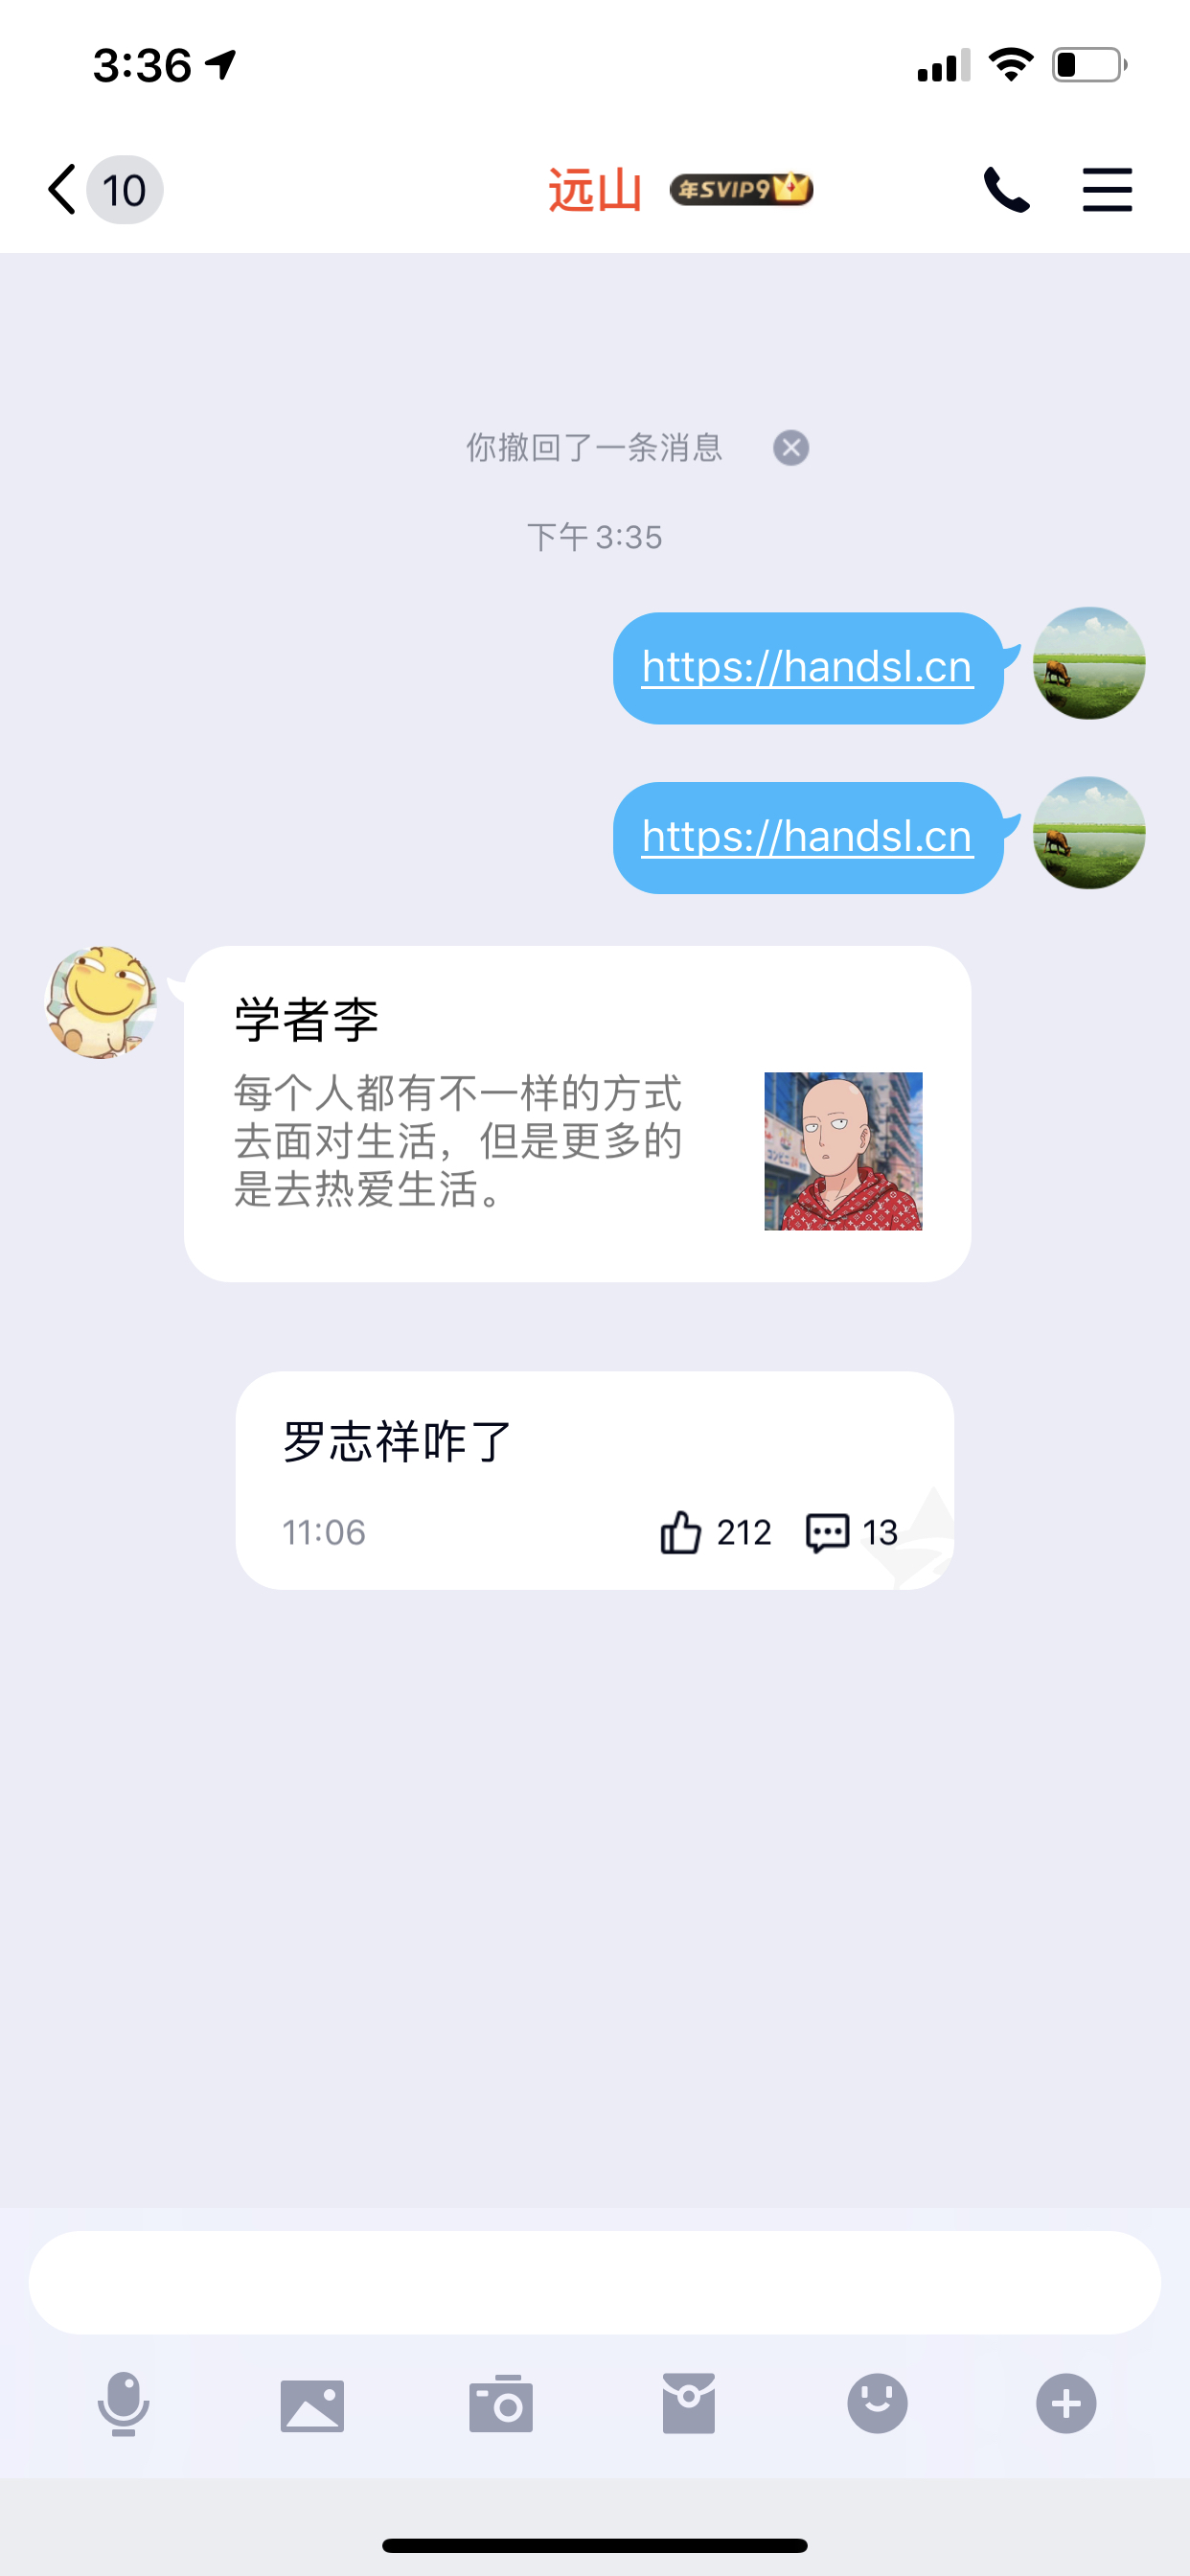 3:36
10
远山 年SVIP9
你撤回了一条消息
下午 3:35
https://handsl.cn
https://handsl.cn
学者李
每个人都有不一样的方式
去面对生活，但是更多的
是去热爱生活。
罗志祥咋了
11:06 212 13